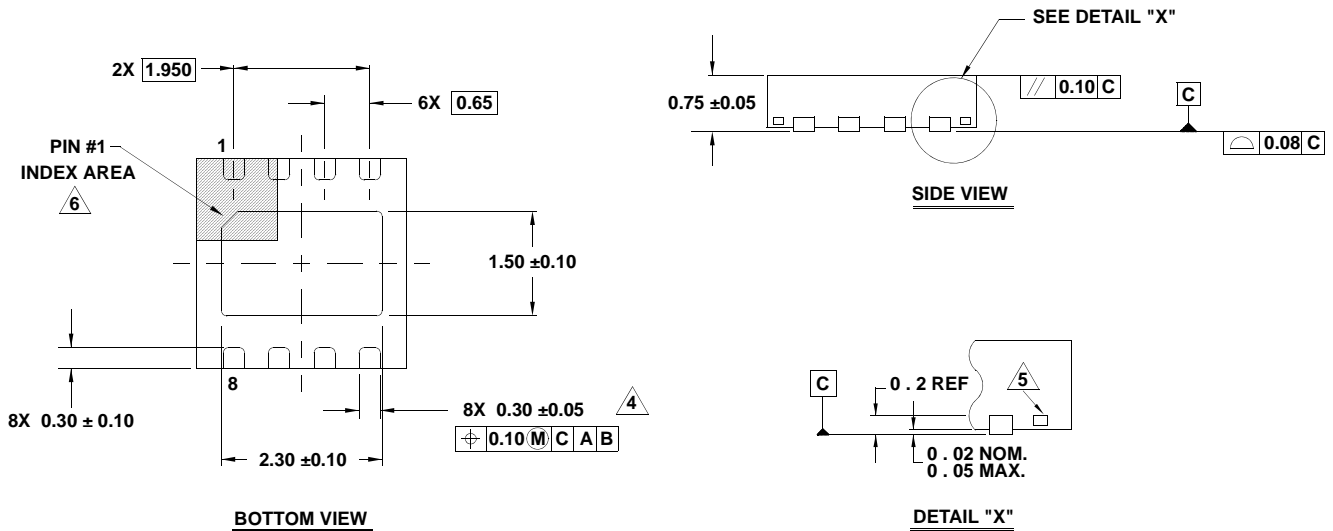 SEE DETAIL "X"
2X 1.950
6X 0.65
0.75 ±0.05
// 0.10 C
C
⌓ 0.08 C
PIN #1
INDEX AREA
6
1
SIDE VIEW
1.50 ±0.10
8
8X 0.30 ± 0.10
8X 0.30 ±0.05
4
⌖ 0.10 Ⓜ C A B
2.30 ±0.10
BOTTOM VIEW
C
0 . 2 REF
5
0 . 02 NOM.
0 . 05 MAX.
DETAIL "X"